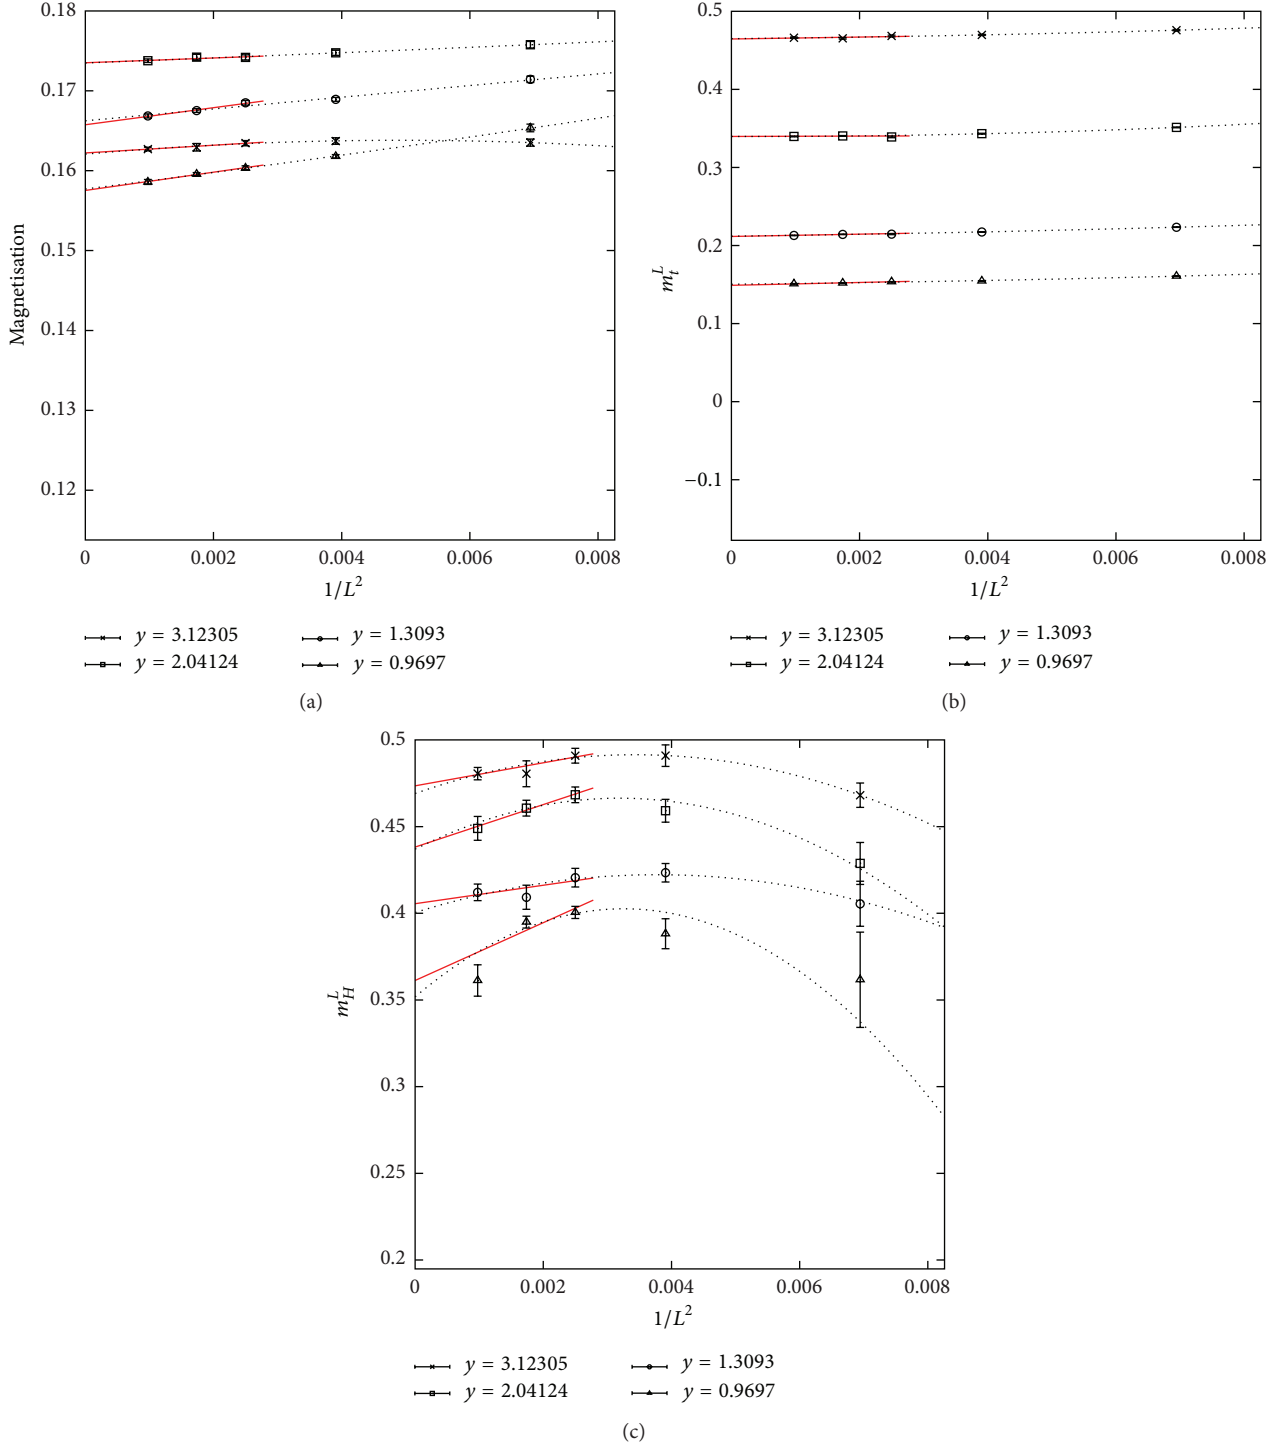 0.18
0.17
0.16
0.15
0.14
0.13
0.12
Magnetisation
0 0.002 0.004 0.006 0.008
1/L²
y = 3.12305 y = 1.3093
y = 2.04124 y = 0.9697
(a)
0.5
0.4
0.3
0.2
0.1
0
−0.1
m_t^L
0 0.002 0.004 0.006 0.008
1/L²
y = 3.12305 y = 1.3093
y = 2.04124 y = 0.9697
(b)
0.5
0.45
0.4
0.35
0.3
0.25
0.2
m_H^L
0 0.002 0.004 0.006 0.008
1/L²
y = 3.12305 y = 1.3093
y = 2.04124 y = 0.9697
(c)